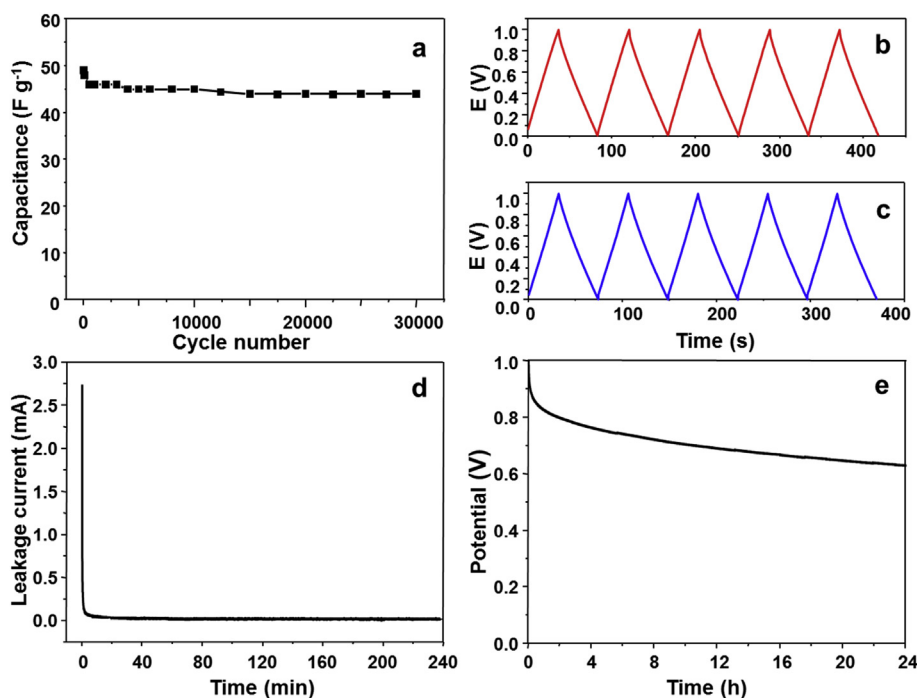 a
Capacitance (F g⁻¹)
60
50
40
30
20
10
0
0 10000 20000 30000
Cycle number
b
E (V)
1.0
0.8
0.6
0.4
0.2
0.0
0 100 200 300 400
c
E (V)
1.0
0.8
0.6
0.4
0.2
0.0
0 100 200 300 400
Time (s)
d
Leakage current (mA)
3.0
2.5
2.0
1.5
1.0
0.5
0.0
0 40 80 120 160 200 240
Time (min)
e
Potential (V)
1.0
0.8
0.6
0.4
0.2
0.0
0 4 8 12 16 20 24
Time (h)